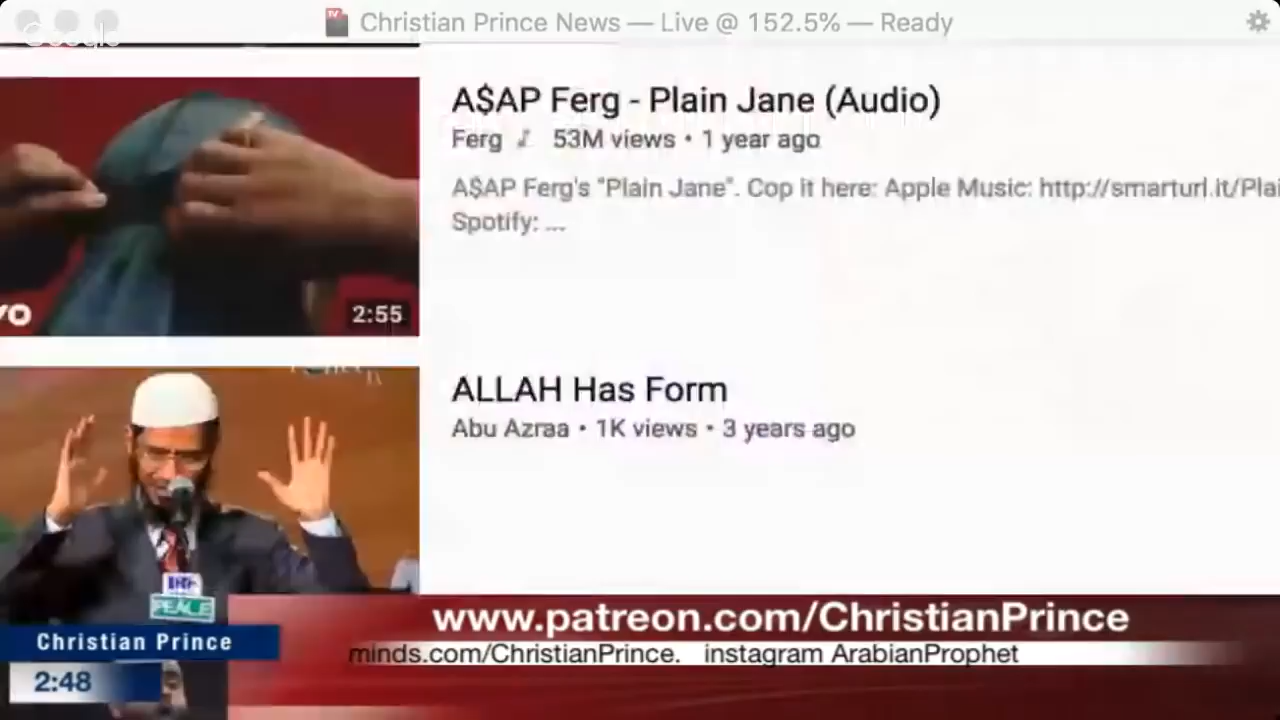 Christian Prince News — Live @ 152.5% — Ready
Google
A$AP Ferg - Plain Jane (Audio)
Ferg ♪ 53M views • 1 year ago
A$AP Ferg's "Plain Jane". Cop it here: Apple Music: http://smarturl.it/Plai
Spotify: ...
vo
2:55
ALLAH Has Form
Abu Azraa • 1K views • 3 years ago
IRF
PEACE
www.patreon.com/ChristianPrince
Christian Prince
minds.com/ChristianPrince. instagram ArabianProphet
2:48